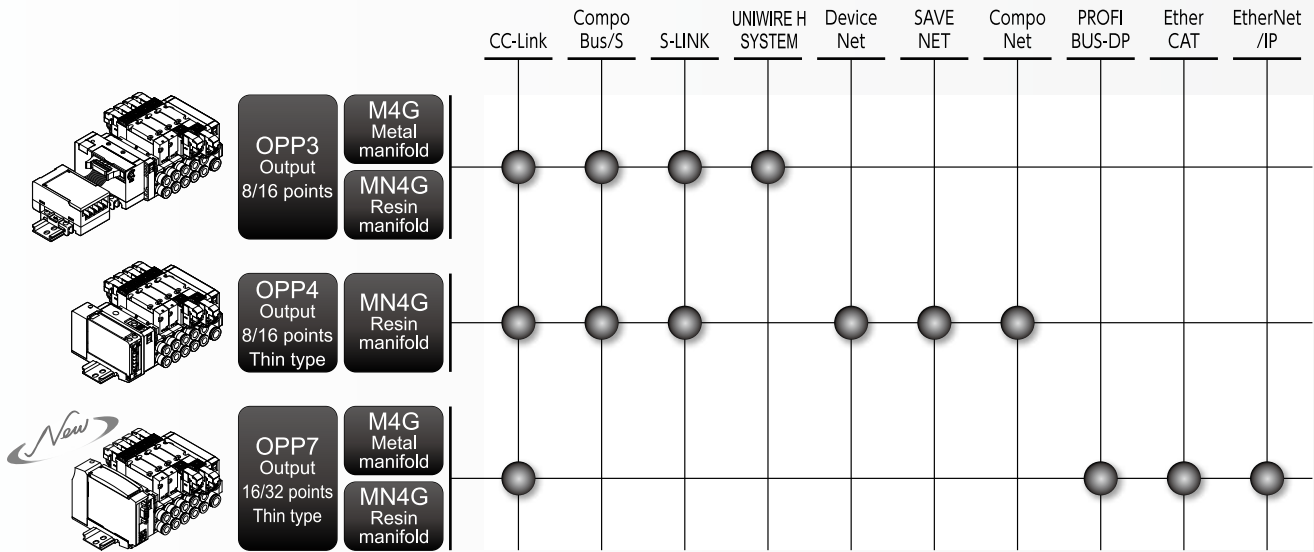 CC-Link
Compo
Bus/S
S-LINK
UNIWIRE H
SYSTEM
Device
Net
SAVE
NET
Compo
Net
PROFI
BUS-DP
Ether
CAT
EtherNet
/IP
OPP3
Output
8/16 points
M4G
Metal
manifold
MN4G
Resin
manifold
OPP4
Output
8/16 points
Thin type
MN4G
Resin
manifold
New
OPP7
Output
16/32 points
Thin type
M4G
Metal
manifold
MN4G
Resin
manifold